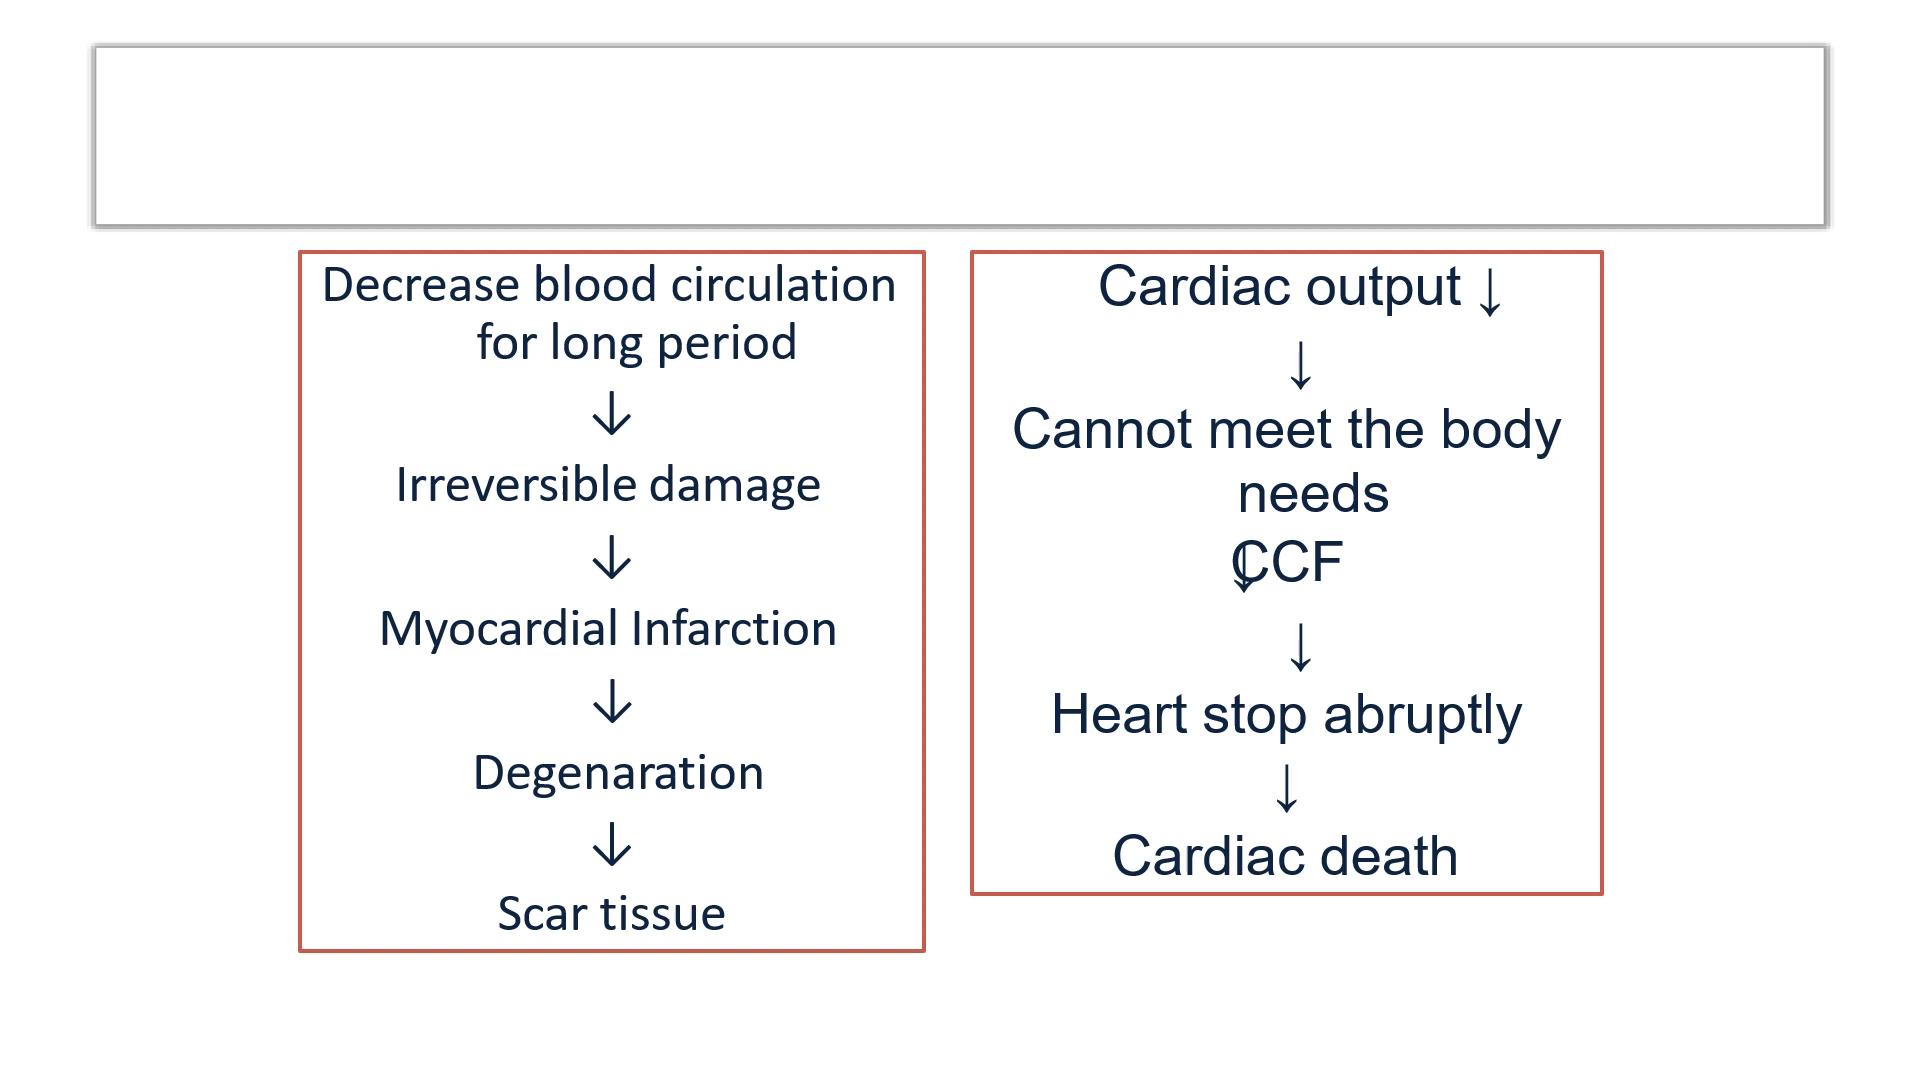 Decrease blood circulation
for long period
↓
Irreversible damage
↓
Myocardial Infarction
↓
Degenaration
↓
Scar tissue
Cardiac output ↓
↓
Cannot meet the body
needs
↓
CCF
↓
Heart stop abruptly
↓
Cardiac death